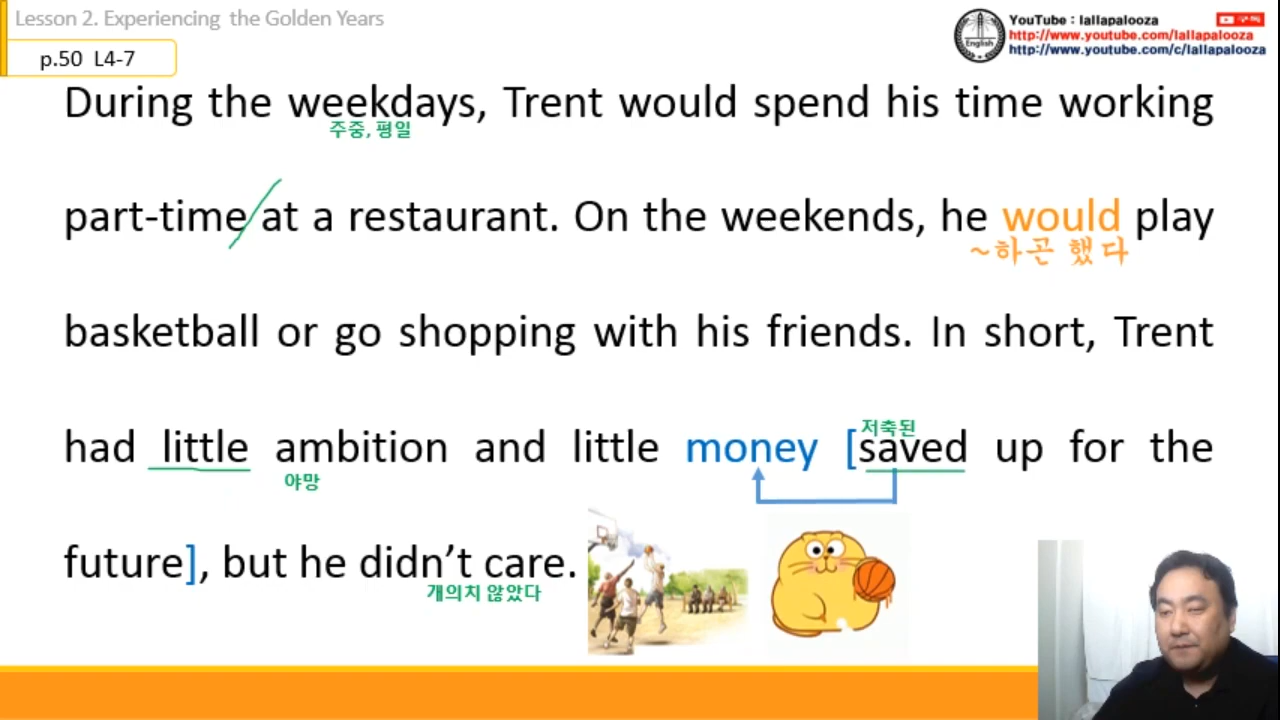 Lesson 2. Experiencing the Golden Years
YouTube : lallapalooza
구독
http://www.youtube.com/lallapalooza
http://www.youtube.com/c/lallapalooza
English
p.50 L4-7
During the weekdays, Trent would spend his time working
주중, 평일
part-time at a restaurant. On the weekends, he would play
~하곤 했다
basketball or go shopping with his friends. In short, Trent
저축된
had little ambition and little money [saved up for the
야망
future], but he didn’t care.
개의치 않았다